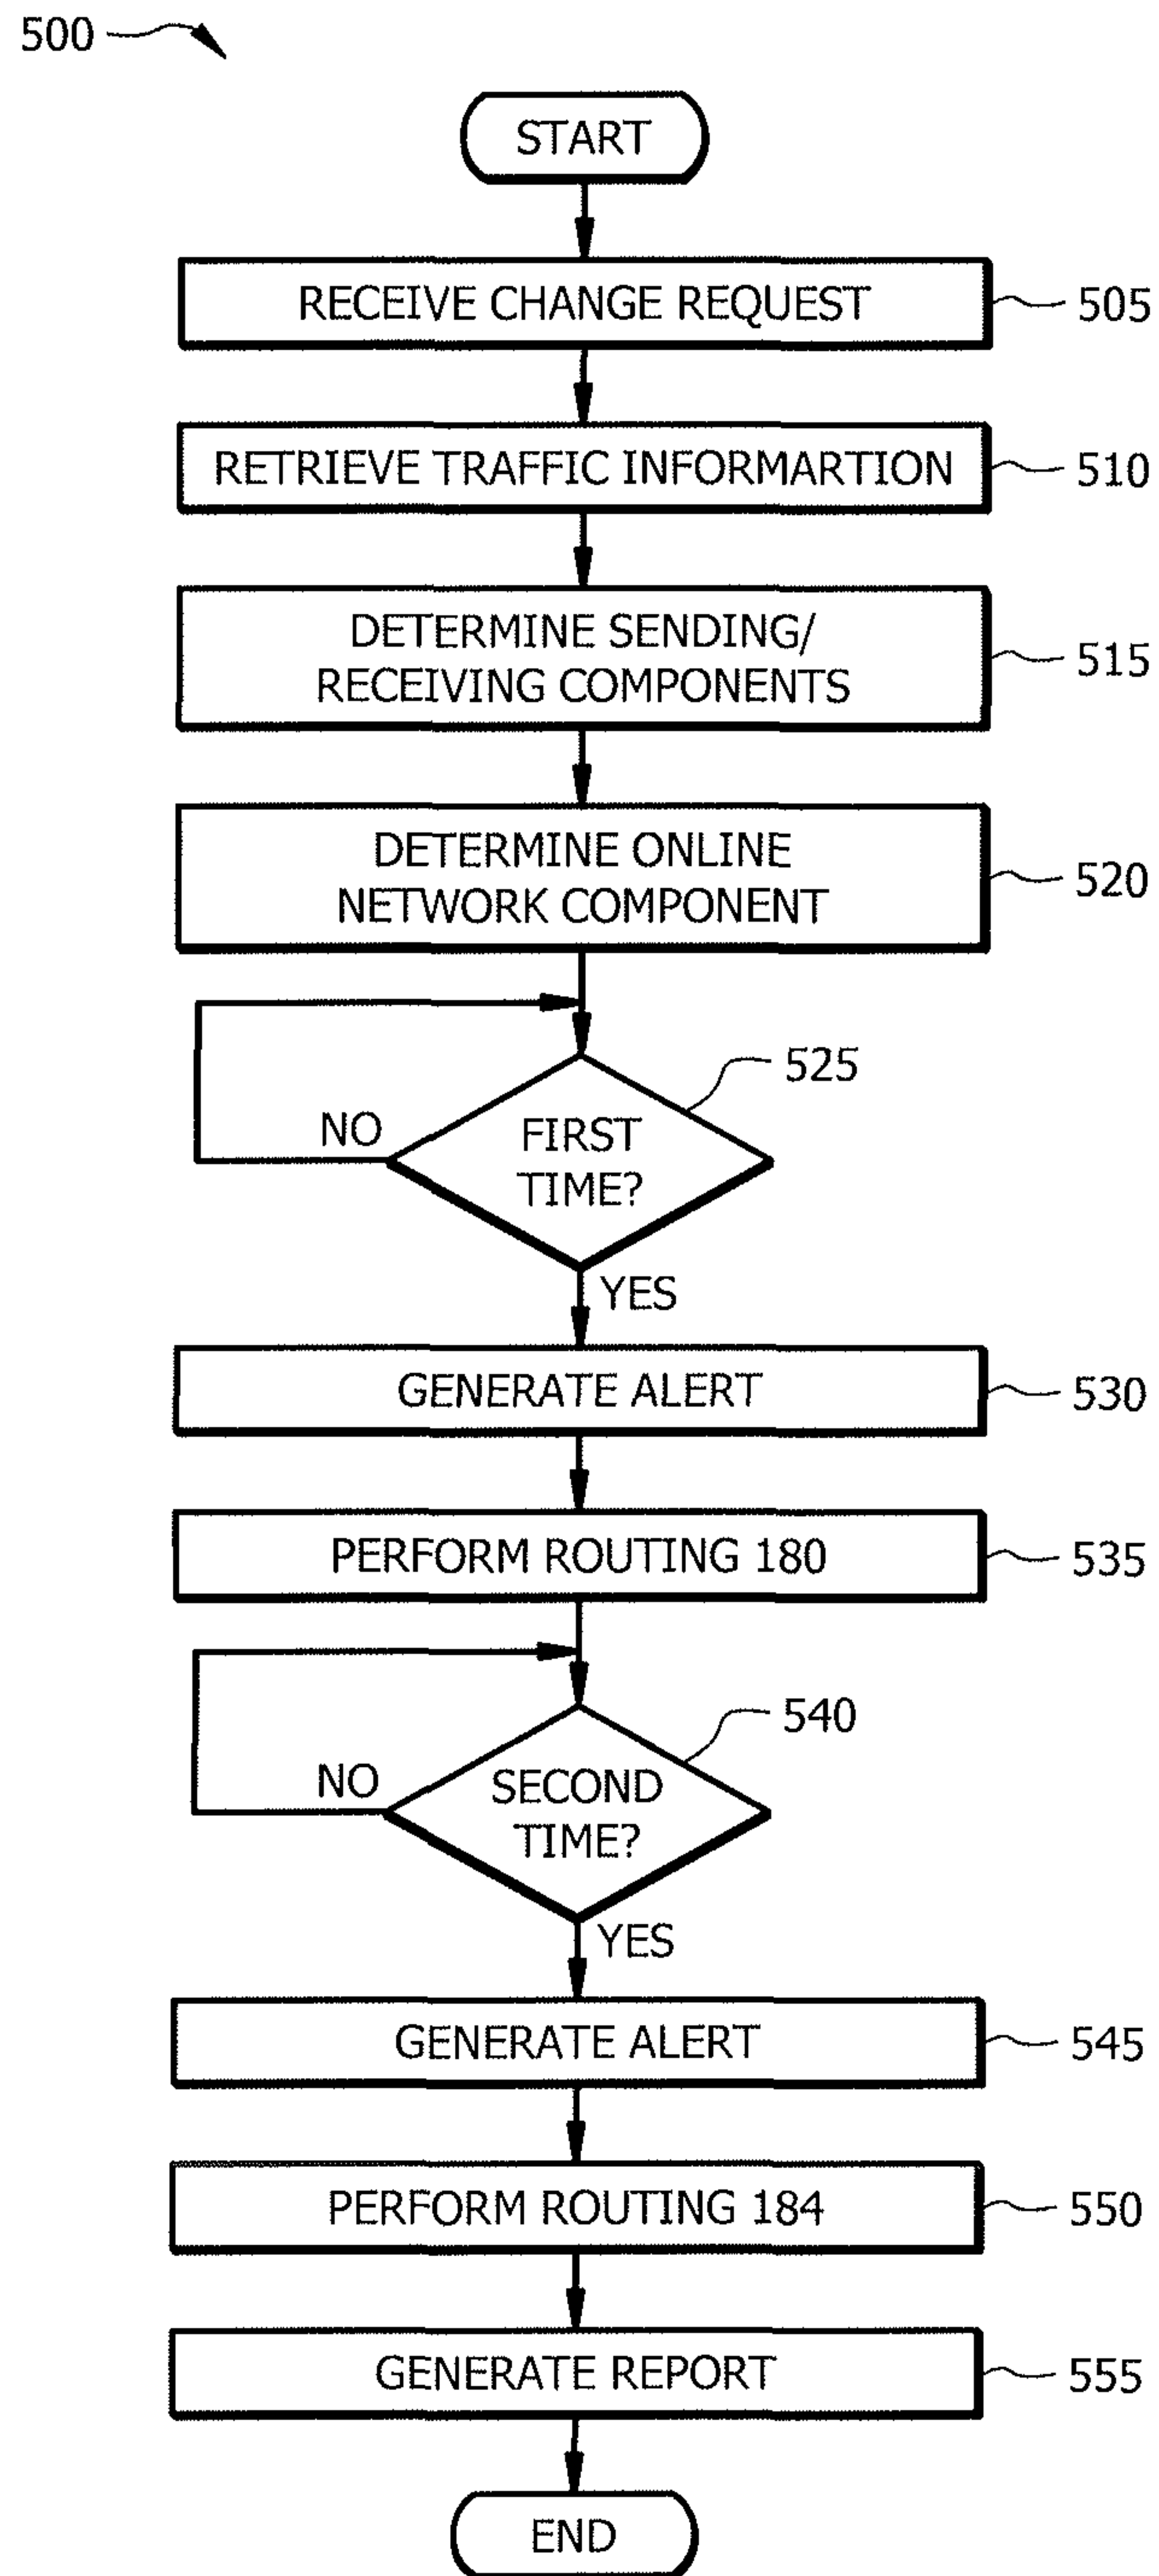 500
START
RECEIVE CHANGE REQUEST
505
RETRIEVE TRAFFIC INFORMARTION
510
DETERMINE SENDING/
RECEIVING COMPONENTS
515
DETERMINE ONLINE
NETWORK COMPONENT
520
525
NO
FIRST
TIME?
YES
GENERATE ALERT
530
PERFORM ROUTING 180
535
540
NO
SECOND
TIME?
YES
GENERATE ALERT
545
PERFORM ROUTING 184
550
GENERATE REPORT
555
END